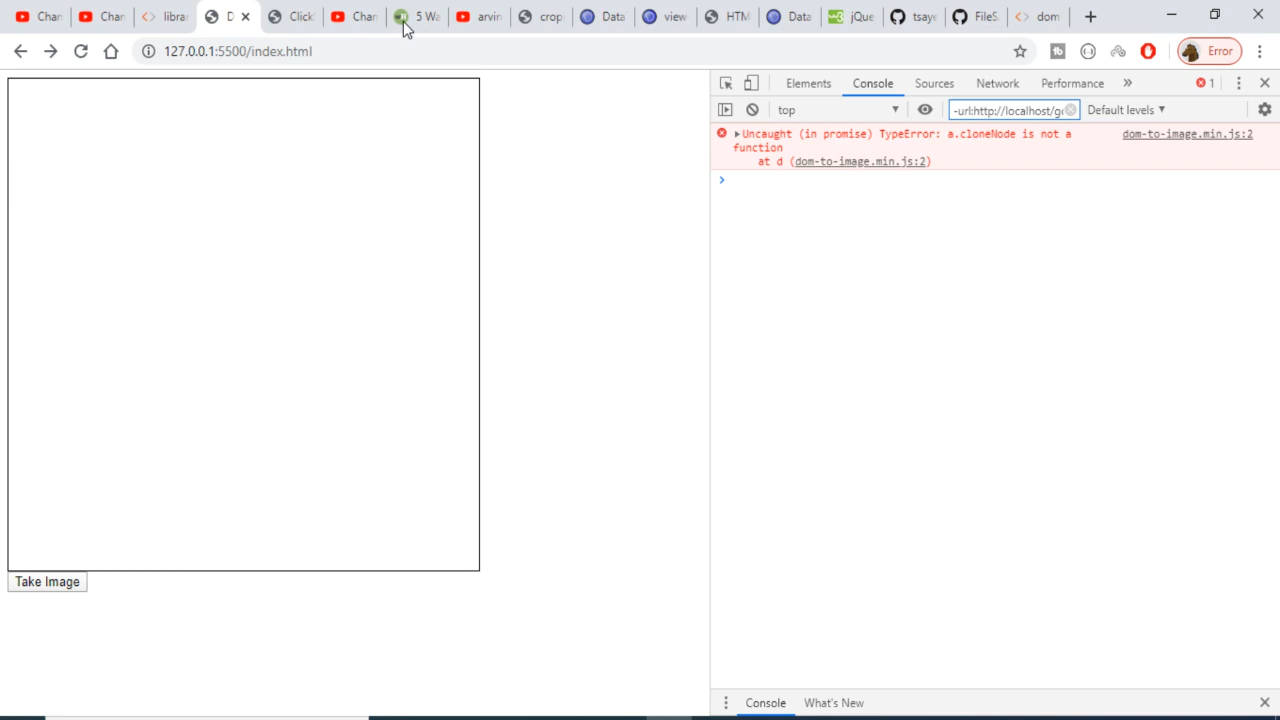 Chan Chan librar D Click Chan 5 Wa arvin crop Data view HTM Data jQue tsaye FileS dom
127.0.0.1:5500/index.html Error
Elements Console Sources Network Performance » 1
top -url:http://localhost/g Default levels
Uncaught (in promise) TypeError: a.cloneNode is not a dom-to-image.min.js:2
function
at d (dom-to-image.min.js:2)
Take Image
Console What's New